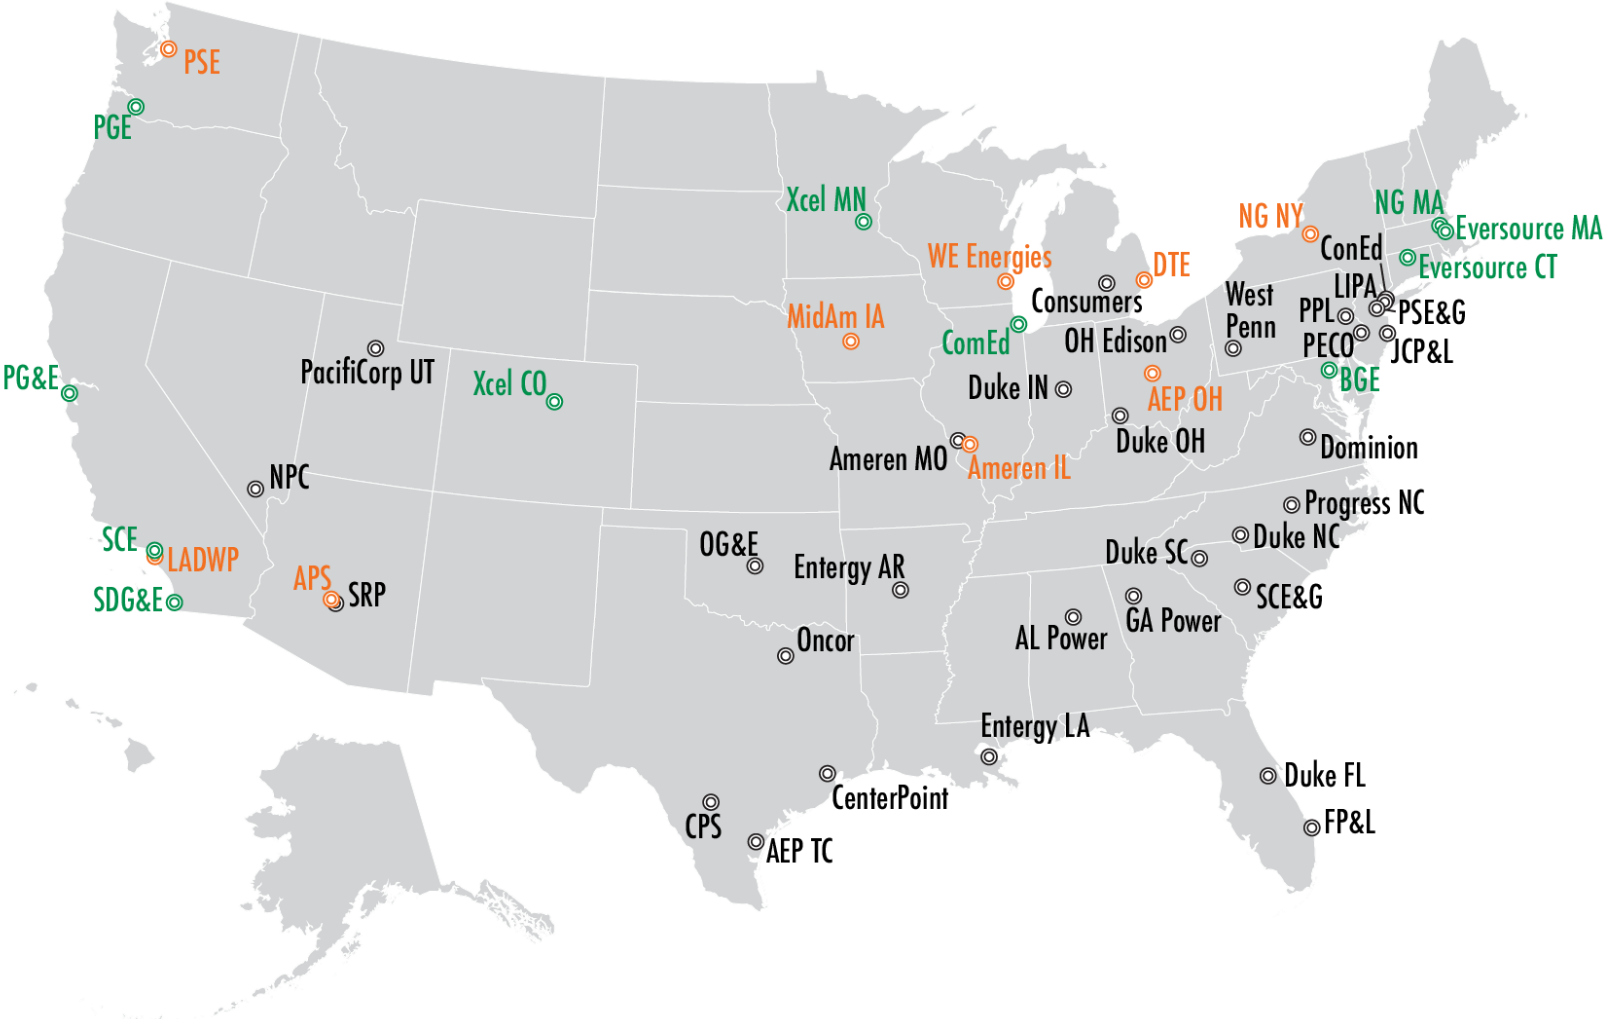 PSE
PGE
Xcel MN
NG MA
NG NY
Eversource MA
ConEd
WE Energies
DTE
Eversource CT
LIPA
Consumers
West
Penn
PPL
PSE&G
MidAm IA
ComEd
OH Edison
PECO
JCP&L
PacifiCorp UT
PG&E
Xcel CO
Duke IN
AEP OH
BGE
Ameren MO
Duke OH
Dominion
Ameren IL
NPC
Progress NC
SCE
LADWP
OG&E
Duke NC
Duke SC
Entergy AR
APS
SRP
SDG&E
SCE&G
GA Power
AL Power
Oncor
Entergy LA
Duke FL
CenterPoint
CPS
FP&L
AEP TC